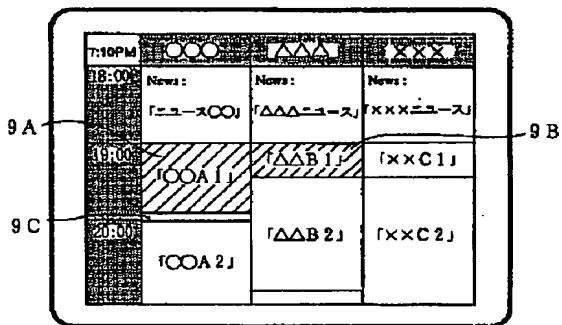 7:10PM ○○○ △△△ ×××
18:00 News: News: News:
「ニュース○○」 「△△△ニュース」 「×××ニュース」
9A
9B
19:00 「○○A1」 「△△B1」 「××C1」
9C
20:00 「△△B2」 「××C2」
「○○A2」